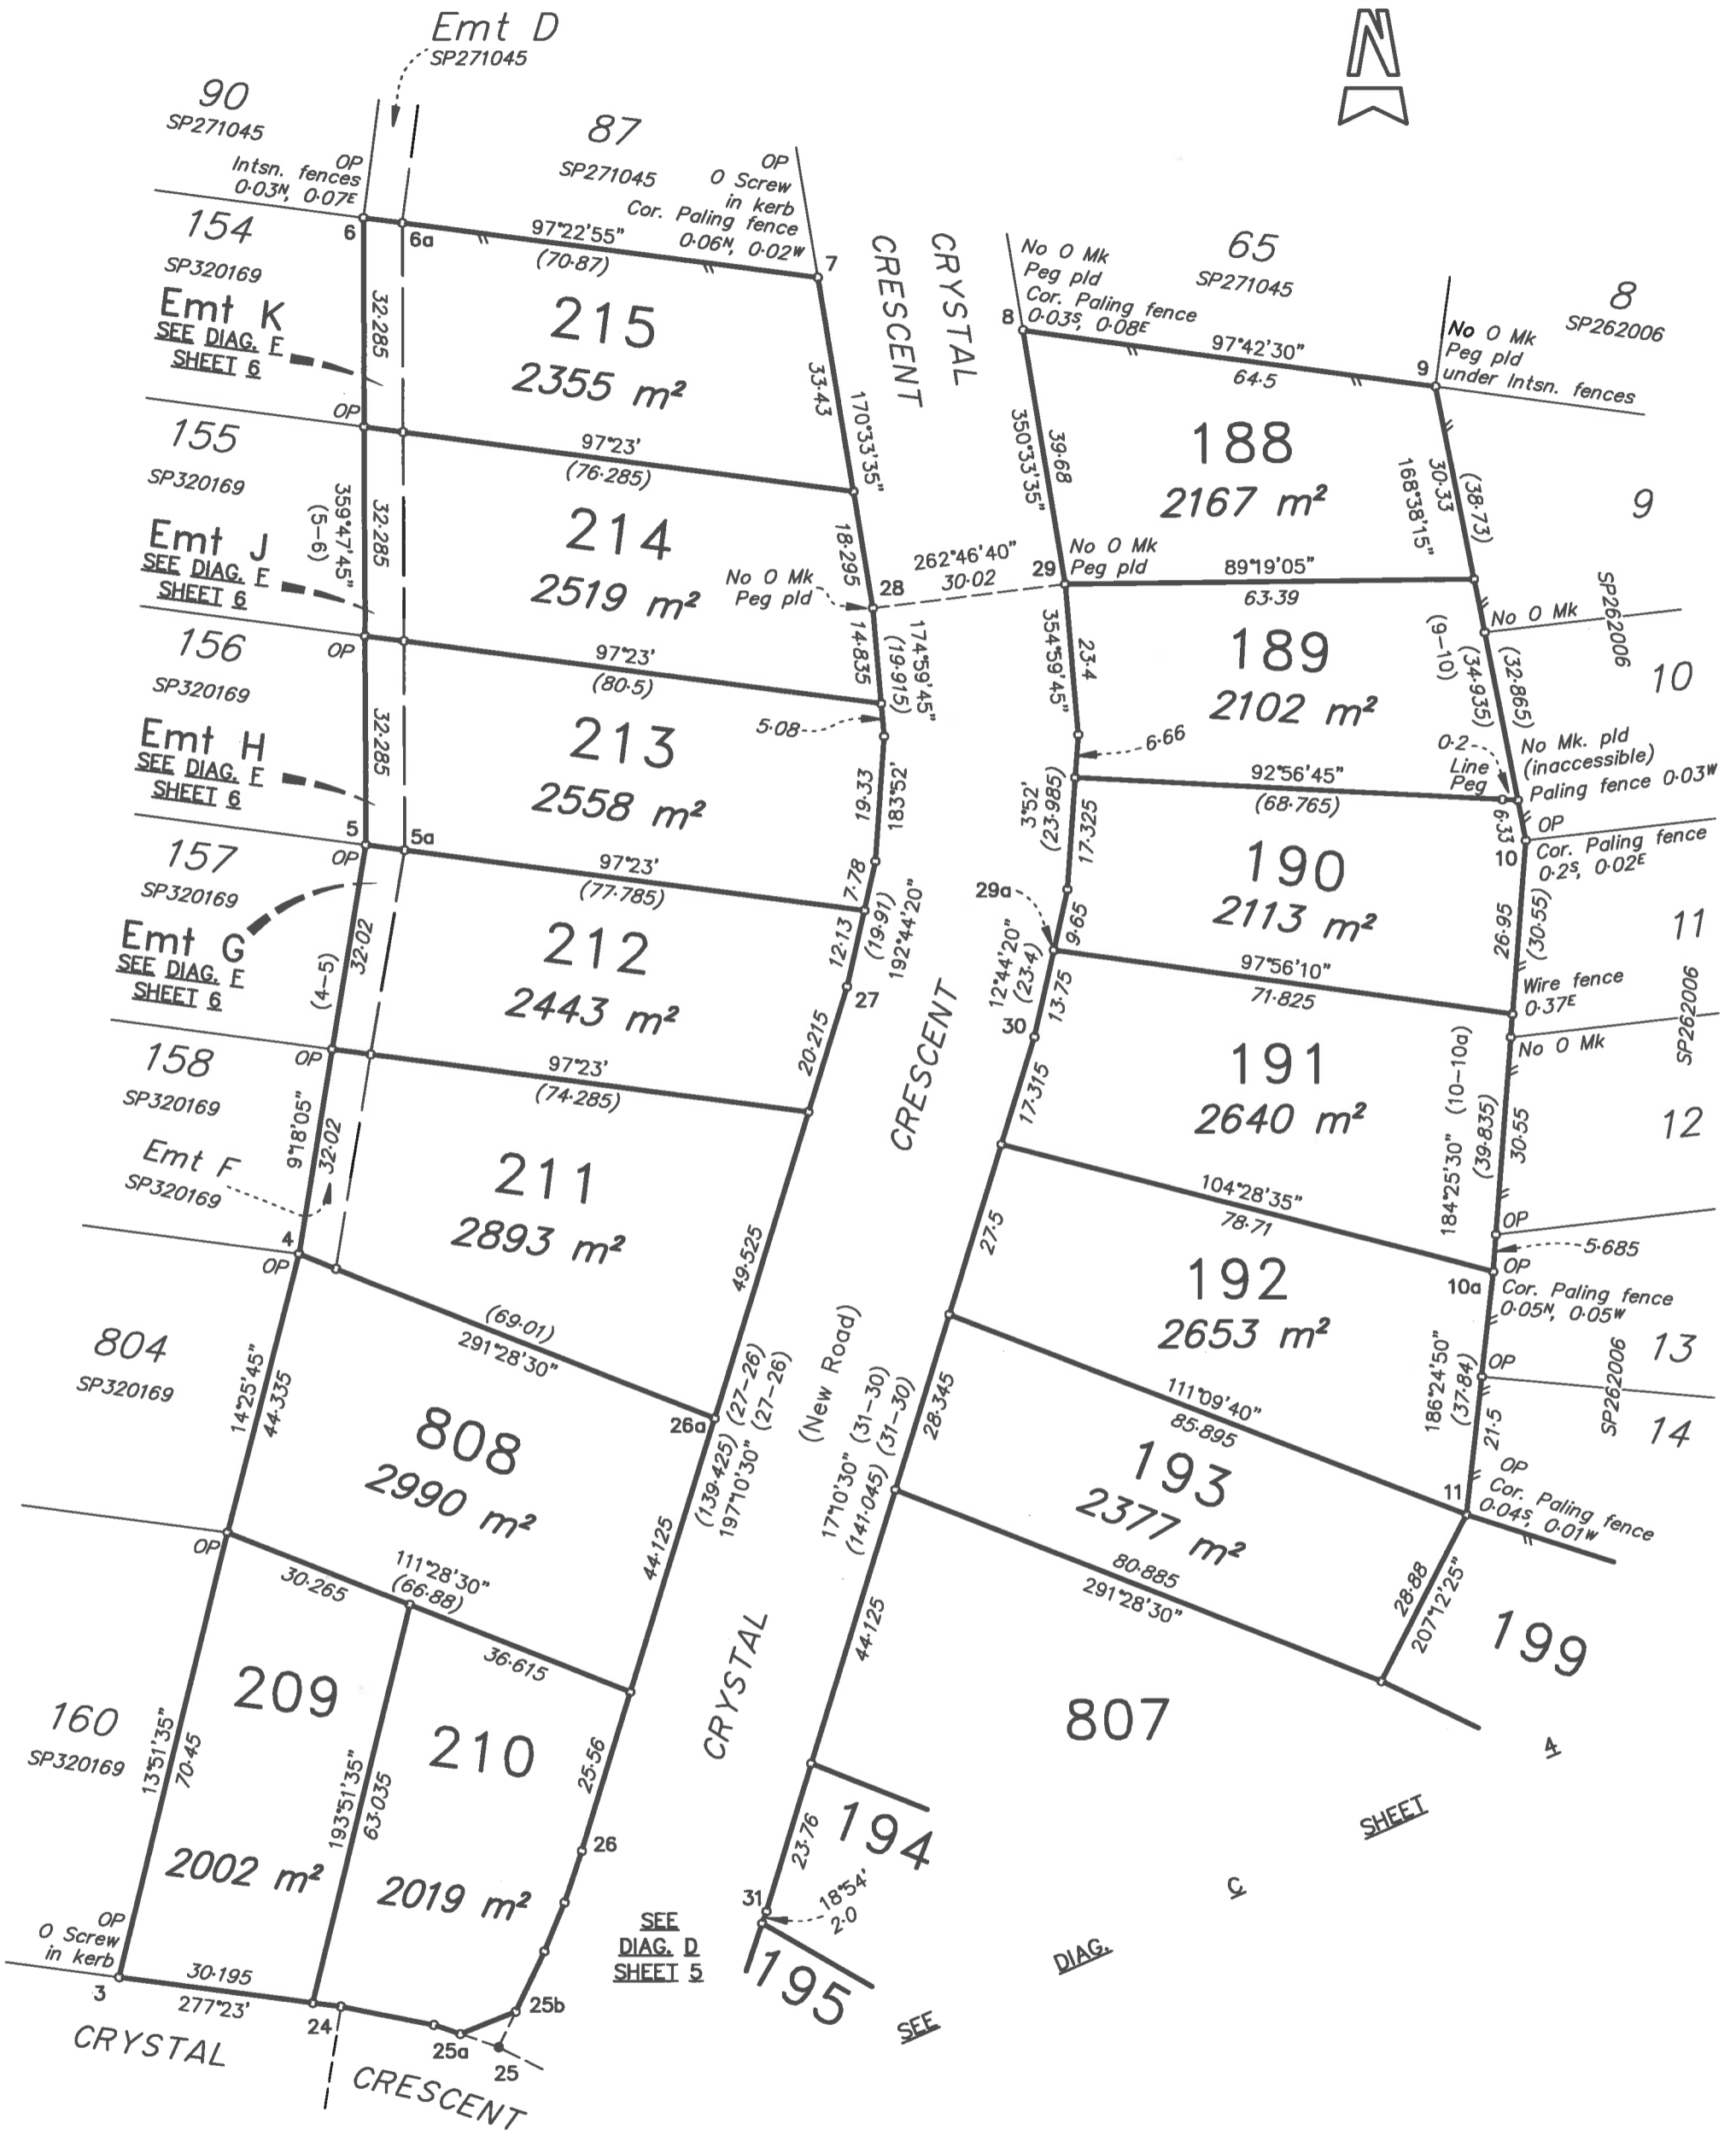 N
Emt D
SP271045
90
SP271045
OP
Intsn. fences
0·03N, 0·07E
87
SP271045
OP
O Screw
in kerb
Cor. Paling fence
0·06N, 0·02W
6
6a
97°22'55"
(70·87)
7
CRESCENT
CRYSTAL
No O Mk
Peg pld
Cor. Paling fence
0·03S, 0·08E
8
65
SP271045
8
SP262006
97°42'30"
64·5
9
No O Mk
Peg pld
under Intsn. fences
154
SP320169
Emt K
SEE DIAG. E
SHEET 6
32·285
215
2355 m²
33·43
170°33'35"
350°33'35"
39·68
188
2167 m²
168°38'15"
30·33
(38·73)
9
OP
155
SP320169
97°23'
(76·285)
Emt J
SEE DIAG. E
SHEET 6
(5-6)
359°47'45"
32·285
214
2519 m²
18·295
No O Mk
Peg pld
28
262°46'40"
30·02
29
No O Mk
Peg pld
89°19'05"
63·39
No O Mk
SP262006
10
156
SP320169
OP
97°23'
(80·5)
14·835
(19·915)
174°59'45"
354°59'45"
23·4
189
2102 m²
(9-10)
(34·935)
(32·865)
5·08
Emt H
SEE DIAG. E
SHEET 6
32·285
213
2558 m²
19·33
183°52'
6·66
0·2
Line
Peg
No Mk. pld
(inaccessible)
Paling fence 0·03W
92°56'45"
(68·765)
3°52'
(23·985)
17·325
6·33
OP
10
Cor. Paling fence
0·2S, 0·02E
5
5a
OP
157
SP320169
97°23'
(77·785)
7·78
(19·91)
192°44'20"
29a
190
2113 m²
26·95
(30·55)
11
Emt G
SEE DIAG. E
SHEET 6
(4-5)
32·02
212
2443 m²
12·13
27
12°44'20"
(23·4)
9·65
13·75
97°56'10"
71·825
Wire fence
0·37E
SP262006
No O Mk
30
158
SP320169
OP
97°23'
(74·285)
20·215
CRESCENT
17·315
191
2640 m²
184°25'30" (10-10a)
(39·835)
30·55
12
9°18'05"
32·02
Emt F
SP320169
211
2893 m²
104°28'35"
78·71
OP
5·685
4
OP
49·525
27·5
192
2653 m²
10a
OP
Cor. Paling fence
0·05N, 0·05W
804
SP320169
(69·01)
291°28'30"
14°25'45"
44·335
26a
(139·425) (27-26)
197°10'30" (27-26)
(New Road)
17°10'30" (31-30)
(141·045) (31-30)
28·345
111°09'40"
85·895
186°24'50"
(37·84)
OP
21·5
SP262006
13
14
808
2990 m²
193
2377 m²
11
OP
Cor. Paling fence
0·04S, 0·01W
OP
111°28'30"
(66·88)
30·265
36·615
44·125
44·125
80·885
291°28'30"
28·88
207°12'25"
199
160
SP320169
13°51'35"
70·45
209
2002 m²
193°51'35"
63·035
210
2019 m²
25·56
CRYSTAL
807
4
SHEET
C
DIAG.
SEE
26
23·76
194
31
18°54'
2·0
195
SEE
DIAG. D
SHEET 5
OP
O Screw
in kerb
3
30·195
277°23'
24
25a
25b
25
CRYSTAL
CRESCENT